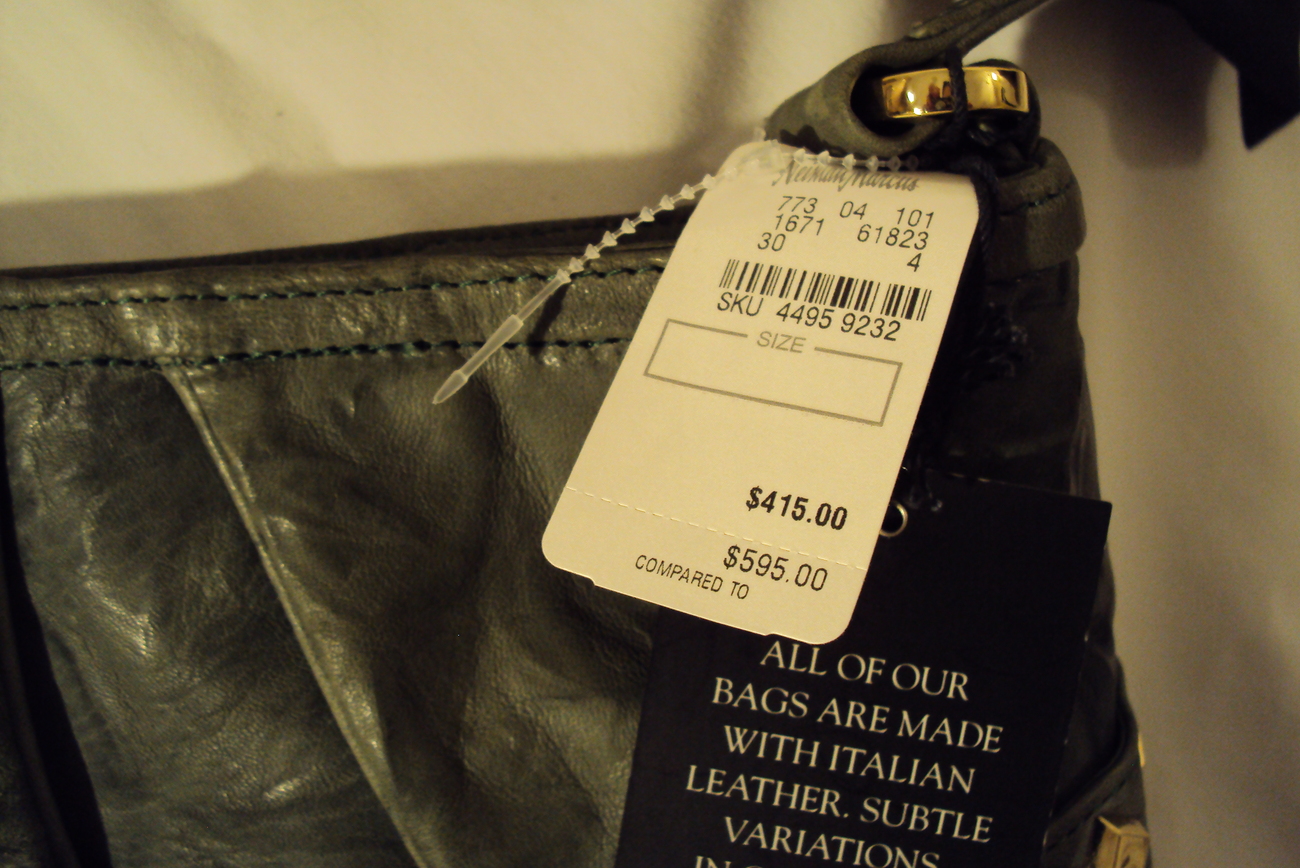 Neiman Marcus
773 04 101
1671 61823
30 4
SKU 4495 9232
SIZE
$415.00
$595.00
COMPARED TO
ALL OF OUR
BAGS ARE MADE
WITH ITALIAN
LEATHER. SUBTLE
VARIATIONS